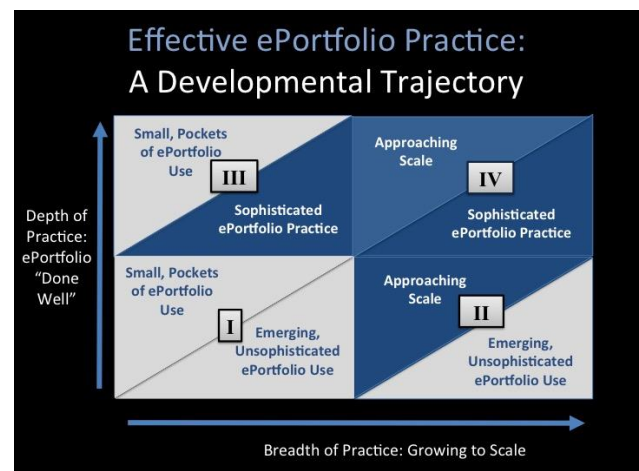 Effective ePortfolio Practice:
A Developmental Trajectory
Small, Pockets
of ePortfolio
Use
III
Sophisticated
ePortfolio Practice
Approaching
Scale
IV
Sophisticated
ePortfolio Practice
Depth of
Practice:
ePortfolio
“Done
Well”
Small, Pockets
of ePortfolio
Use
I
Emerging,
Unsophisticated
ePortfolio Use
Approaching
Scale
II
Emerging,
Unsophisticated
ePortfolio Use
Breadth of Practice: Growing to Scale